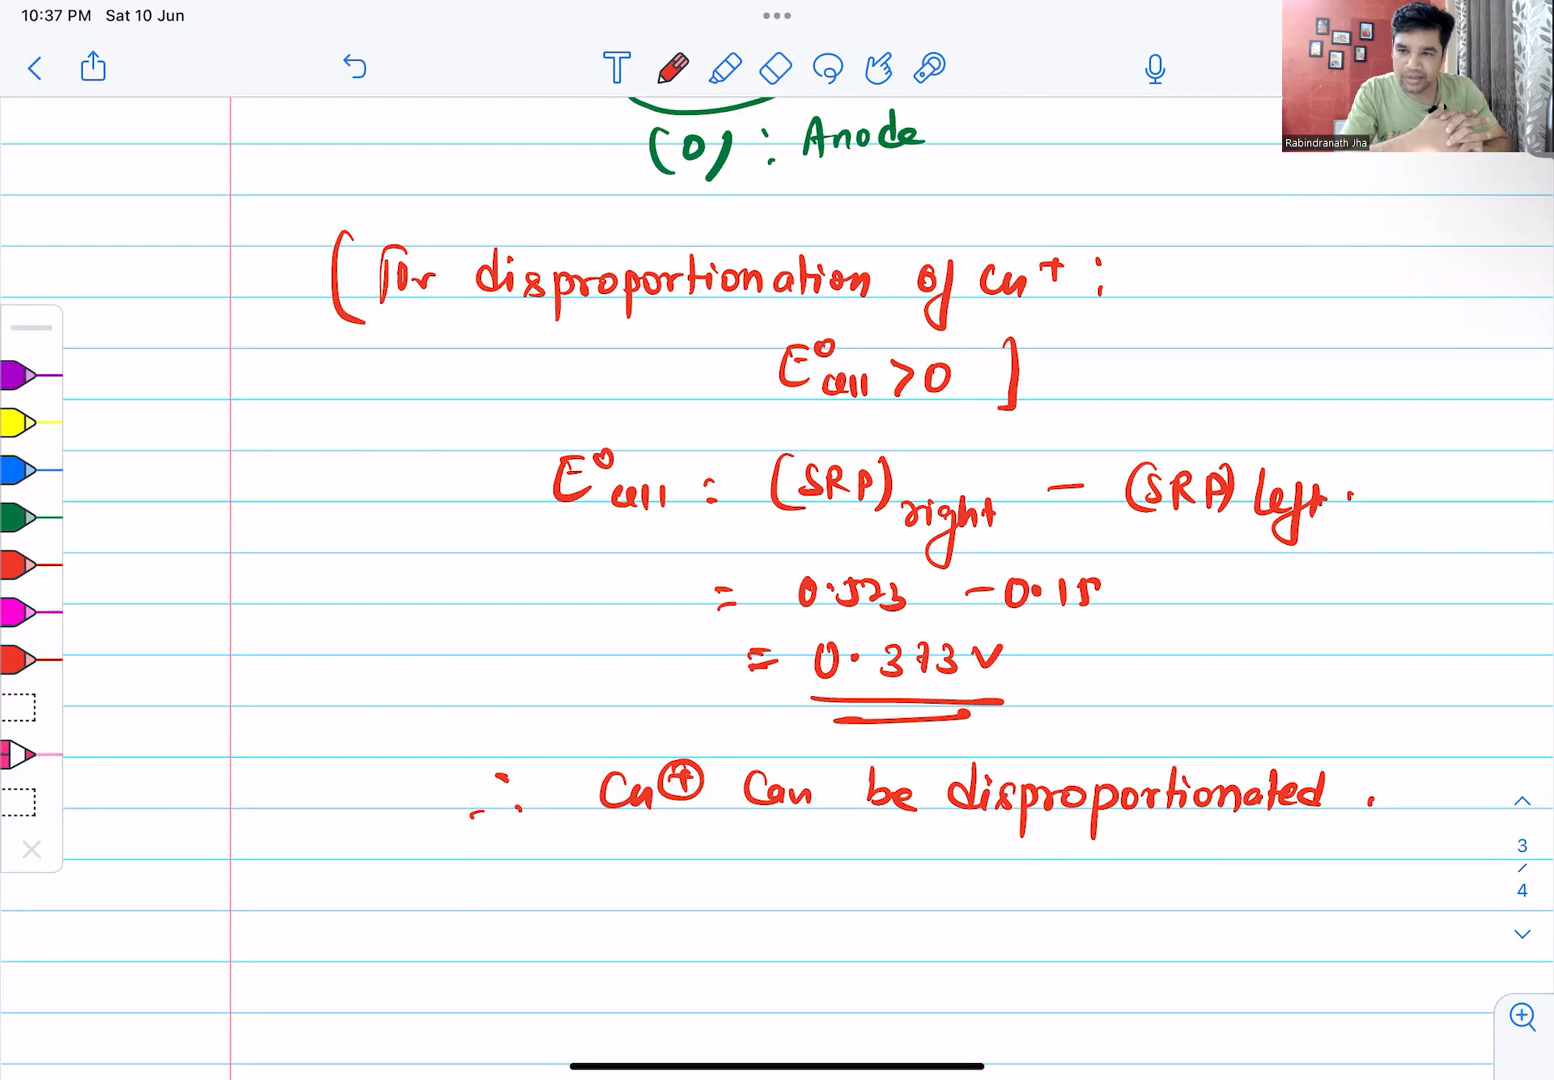 10:37 PM Sat 10 Jun
Rabindranath Jha
(O) : Anode
[ For disproportionation of Cu⁺ :
E°cell > 0 ]
E°cell = (SRP)right - (SRP)left.
= 0.523 - 0.15
= 0.373 V
∴ Cu⊕ can be disproportionated.
3
/
4